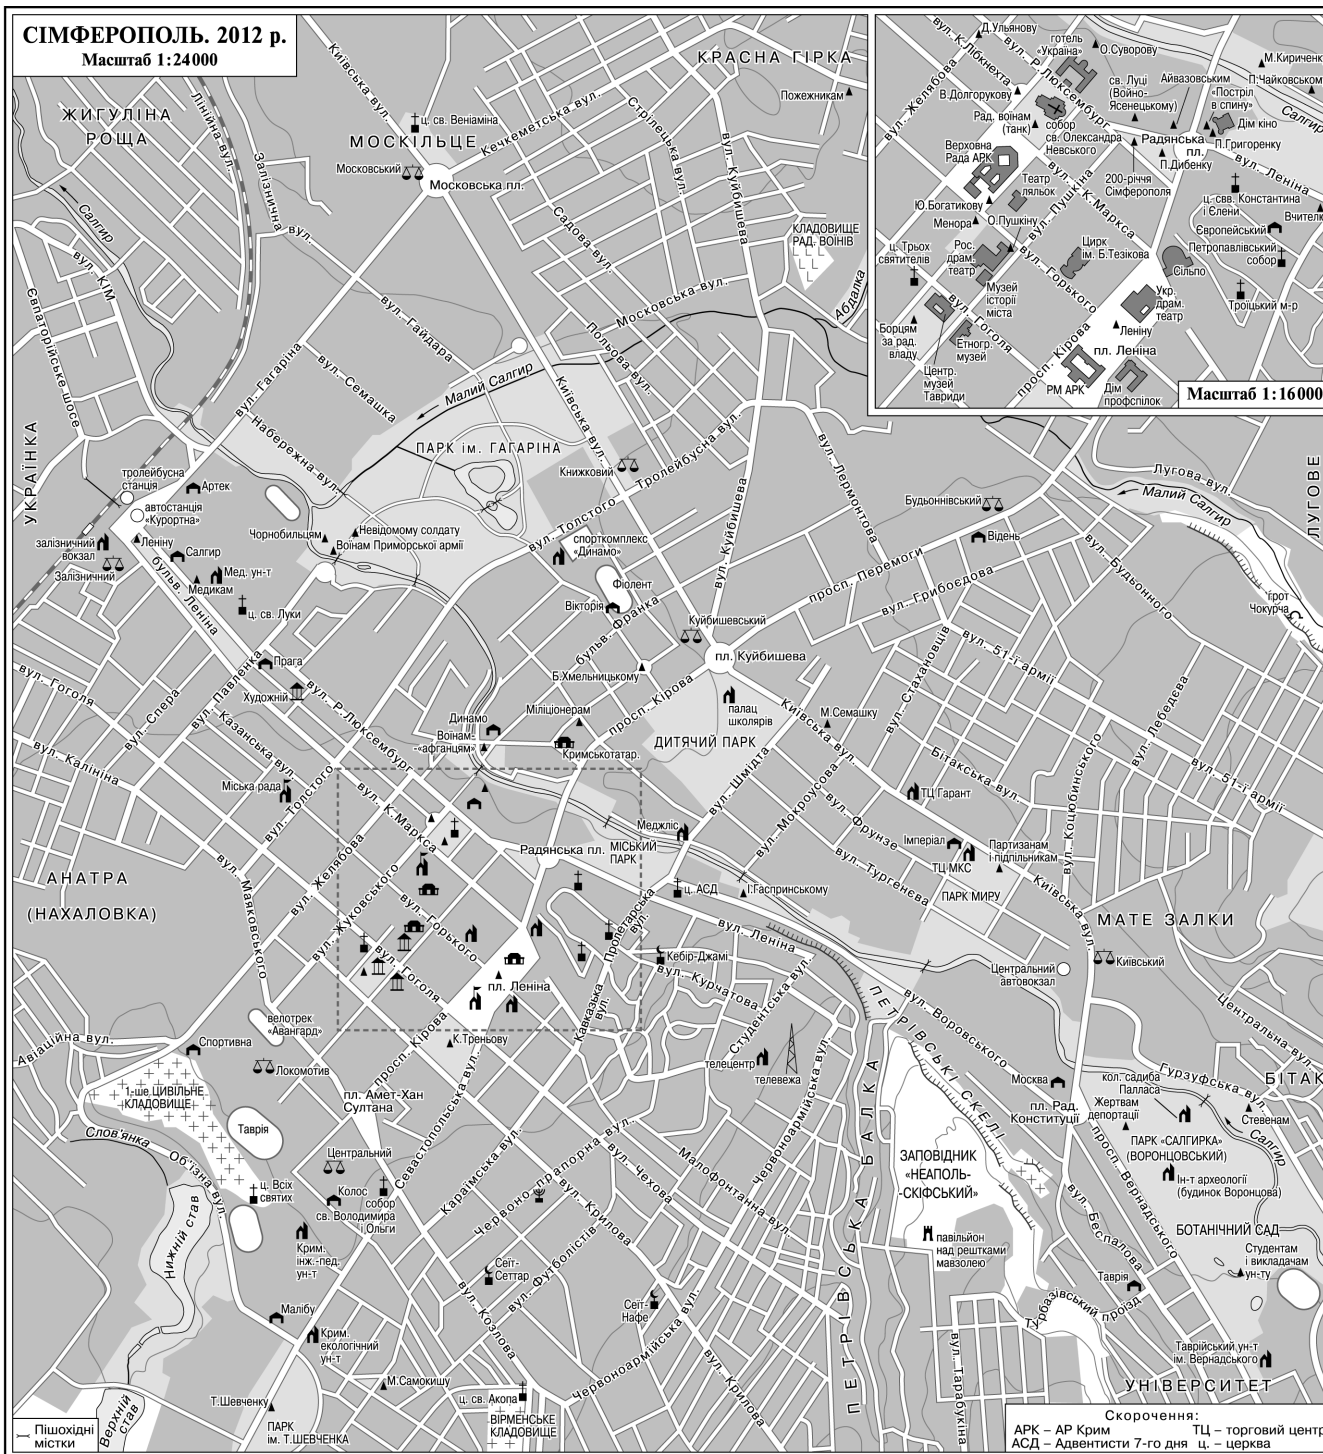 СІМФЕРОПОЛЬ. 2012 р.
Масштаб 1:24000
ЖИГУЛІНА
РОЩА
Лінійна вул.
Залізнична вул.
Салгир
вул. КІМ
Євпаторійське шосе
УКРАЇНКА
Київська вул.
ц. св. Веніаміна
МОСКІЛЬЦЕ
Московський
Московська пл.
Кечкеметська вул.
КРАСНА ГІРКА
Пожежникам
Стрілецька вул.
вул. Куйбишева
Садова вул.
КЛАДОВИЩЕ
РАД. ВОЇНІВ
Абдалка
Московська вул.
Польова вул.
вул. Гайдара
вул. Семашка
вул. Гагаріна
Набережна вул.
Малий Салгир
Київська вул.
ПАРК ім. ГАГАРІНА
Книжковий
Тролейбусна вул.
вул. Толстого
вул. Лермонтова
вул. Куйбишева
Д.Ульянову
вул. К.Лібкнехта
вул. Р.Люксембург
готель
«Україна»
О.Суворову
М.Кириченк
П.Чайковському
Айвазовським
«Постріл
в спину»
св. Луці
(Войно-
Ясенецькому)
Салгир
вул. Желябова
В.Долгорукову
Рад. воїнам
(танк)
собор
св. Олександра
Невського
Радянська
пл.
Дім кіно
П.Григоренку
П.Дибенку
вул. Леніна
Верховна
Рада АРК
Театр
ляльок
вул. Пушкіна
вул. К.Маркса
200-річчя
Сімферополя
ц. свв. Константина
і Єлени
Вчителю
Європейський
Петропавлівський
собор
Троїцький м-р
Ю.Богатикову
Менора
О.Пушкіну
ц. Трьох
святителів
Рос.
драм.
театр
Цирк
ім. Б.Тезікова
вул. Горького
Сільпо
Музей
історії
міста
вул. Гоголя
Укр.
драм.
театр
Борцям
за рад.
владу
Етногр.
музей
Центр.
музей
Тавриди
просп. Кірова
Леніну
пл. Леніна
РМ АРК
Дім
профспілок
Масштаб 1:16000
тролейбусна
станція
Артек
автостанція
«Курортна»
Леніну
залізничний
вокзал
Залізничний
Салгир
Мед. ун-т
Медикам
бульв. Леніна
ц. св. Луки
Чорнобильцям
Невідомого солдату
Воїнам Приморської армії
спорткомплекс
«Динамо»
Фіолент
Вікторія
бульв. Франка
Куйбишевський
пл. Куйбишева
Будьоннівський
Відень
просп. Перемоги
вул. Грибоєдова
вул. Будьонного
Лугова вул.
Малий Салгир
ЛУГОВЕ
грот
Чокурча
вул. 51-ї армії
вул. Стахановців
вул. Гоголя
вул. Спера
вул. Павленка
Прага
Художній
вул. Р.Люксембург
Казанська вул.
вул. Калініна
Міська рада
вул. Толстого
Б.Хмельницькому
просп. Кірова
Міліціонерам
Динамо
Воїнам-
-«афганцям»
Кримськотатар.
палац
школярів
ДИТЯЧИЙ ПАРК
М.Семашку
Київська вул.
Бітакська вул.
вул. Лебедєва
вул. Коцюбинського
вул. 51-ї армії
вул. Шмідта
вул. Мокроусова
вул. Фрунзе
ТЦ Гарант
Імперіал
ТЦ МКС
Партизанам
і підпільникам
вул. Тургенєва
ПАРК МИРУ
Київська вул.
МАТЕ ЗАЛКИ
Меджліс
МІСЬКИЙ
ПАРК
Радянська пл.
вул. К.Маркса
вул. Желябова
вул. Жуковського
вул. Горького
вул. Гоголя
АНАТРА
(НАХАЛОВКА)
вул. Маяковського
ц. АСД
І.Гаспринському
вул. Леніна
Пролетарська вул.
Кебір-Джамі
вул. Курчатова
Кавказька вул.
пл. Леніна
К.Треньову
просп. Кірова
Студентська вул.
телецентр
телевежа
Червоноармійська вул.
ПЕТРІВСЬКІ СКЕЛІ
ПЕТРІВСЬКА БАЛКА
вул. Воровського
Центральний
автовокзал
Київський
Центральна вул.
Гурзуфська вул.
БІТАК
велотрек
«Авангард»
Авіаційна вул.
Спортивна
Локомотив
1-ше ЦИВІЛЬНЕ
КЛАДОВИЩЕ
Таврія
Слов'янка
Об'їзна вул.
пл. Амет-Хан
Султана
Севастопольська вул.
Центральний
Колос
собор
св. Володимира
і Ольги
ц. Всіх
святих
Нижній став
Крим.
інж.-пед.
ун-т
Малібу
Крим.
екологічний
ун-т
Т.Шевченку
ПАРК
ім. Т.ШЕВЧЕНКА
Верхній
став
Пішохідні
містки
Караїмська вул.
Червоно-прапорна вул.
вул. Чехова
вул. Крилова
Малофонтанна вул.
вул. Футболістів
Сеїт-
Сеттар
вул. Козлова
Сеїт-
Нафе
М.Самокишу
ц. св. Акопа
ВІРМЕНСЬКЕ
КЛАДОВИЩЕ
Червоноармійська вул.
вул. Крилова
ЗАПОВІДНИК
«НЕАПОЛЬ-
-СКІФСЬКИЙ»
павільйон
над рештками
мавзолею
Москва
пл. Рад.
Конституції
кол. садиба
Палласа
Жертвам
депортації
Стевенам
Салгир
ПАРК «САЛГИРКА»
(ВОРОНЦОВСЬКИЙ)
Ін-т археології
(будинок Воронцова)
БОТАНІЧНИЙ САД
Студентам
і викладачам
ун-ту
просп. Вернадського
вул. Беспалова
Таврія
Турбазівський проїзд
вул. Тарабукіна
Таврійський ун-т
ім. Вернадського
УНІВЕРСИТЕТ
Скорочення:
АРК – АР Крим ТЦ – торговий центр
АСД – Адвентисти 7-го дня ц. – церква